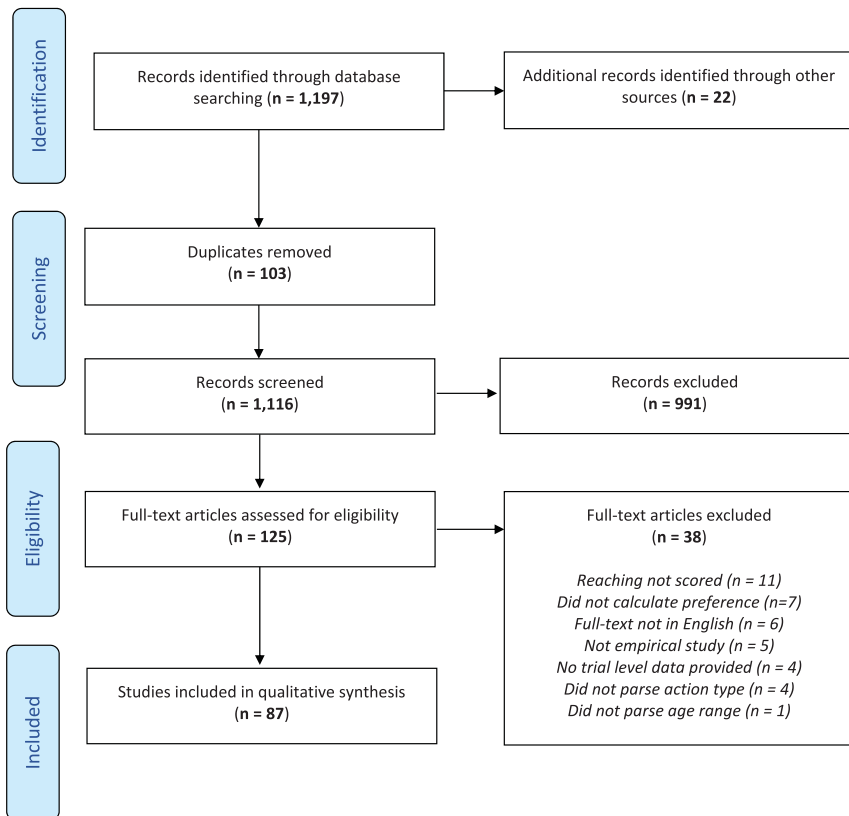 Identification
Records identified through database
searching (n = 1,197)
Additional records identified through other
sources (n = 22)
Screening
Duplicates removed
(n = 103)
Records screened
(n = 1,116)
Records excluded
(n = 991)
Eligibility
Full-text articles assessed for eligibility
(n = 125)
Full-text articles excluded
(n = 38)
Reaching not scored (n = 11)
Did not calculate preference (n=7)
Full-text not in English (n = 6)
Not empirical study (n = 5)
No trial level data provided (n = 4)
Did not parse action type (n = 4)
Did not parse age range (n = 1)
Included
Studies included in qualitative synthesis
(n = 87)